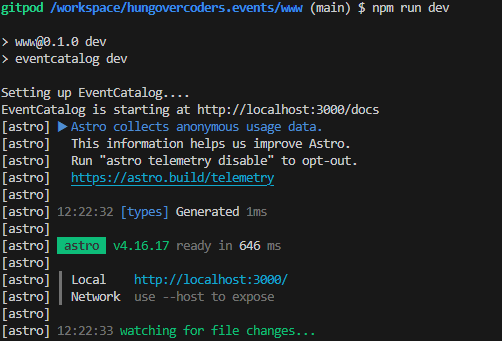 gitpod /workspace/hungovercoders.events/www (main) $ npm run dev
> www@0.1.0 dev
> eventcatalog dev
Setting up EventCatalog....
EventCatalog is starting at http://localhost:3000/docs
[astro] ▶ Astro collects anonymous usage data.
[astro] This information helps us improve Astro.
[astro] Run "astro telemetry disable" to opt-out.
[astro] https://astro.build/telemetry
[astro]
[astro] 12:22:32 [types] Generated 1ms
[astro]
[astro] astro v4.16.17 ready in 646 ms
[astro]
[astro] ┃ Local http://localhost:3000/
[astro] ┃ Network use --host to expose
[astro]
[astro] 12:22:33 watching for file changes...